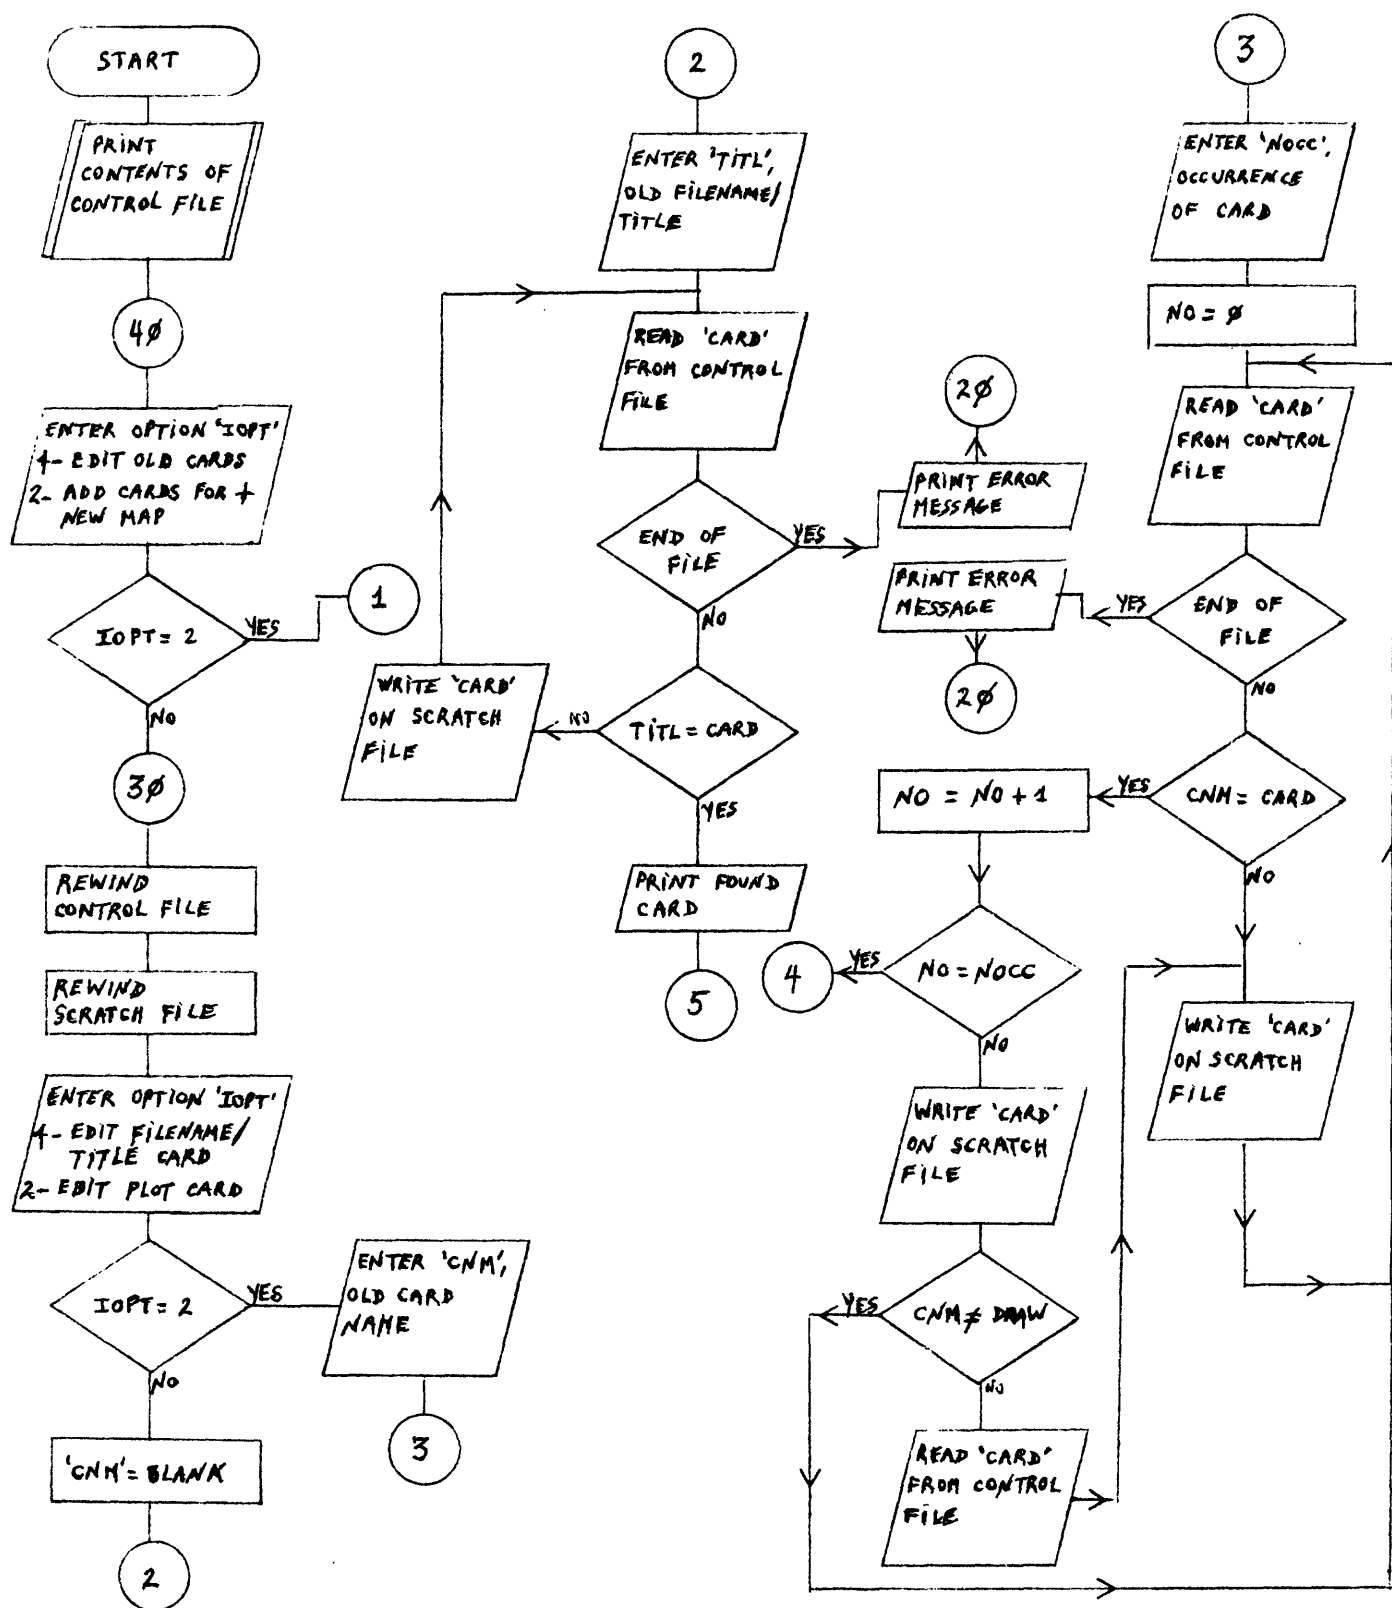 START
PRINT
CONTENTS OF
CONTROL FILE
4Ø
ENTER OPTION 'IOPT'
1- EDIT OLD CARDS
2- ADD CARDS FOR 1
NEW MAP
IOPT = 2
YES
1
NO
3Ø
REWIND
CONTROL FILE
REWIND
SCRATCH FILE
ENTER OPTION 'IOPT'
1- EDIT FILENAME/
TITLE CARD
2- EDIT PLOT CARD
IOPT = 2
YES
ENTER 'CNM',
OLD CARD
NAME
3
NO
'CNM' = BLANK
2
2
ENTER 'TITL',
OLD FILENAME/
TITLE
READ 'CARD'
FROM CONTROL
FILE
END OF
FILE
YES
PRINT ERROR
MESSAGE
2Ø
NO
TITL = CARD
NO
WRITE 'CARD'
ON SCRATCH
FILE
YES
PRINT FOUND
CARD
5
3
ENTER 'NOCC',
OCCURRENCE
OF CARD
NO = Ø
READ 'CARD'
FROM CONTROL
FILE
END OF
FILE
YES
PRINT ERROR
MESSAGE
2Ø
NO
CNM = CARD
YES
NO = NO + 1
NO
WRITE 'CARD'
ON SCRATCH
FILE
NO = NOCC
YES
4
NO
WRITE 'CARD'
ON SCRATCH
FILE
CNM ≠ DRAW
YES
NO
READ 'CARD'
FROM CONTROL
FILE